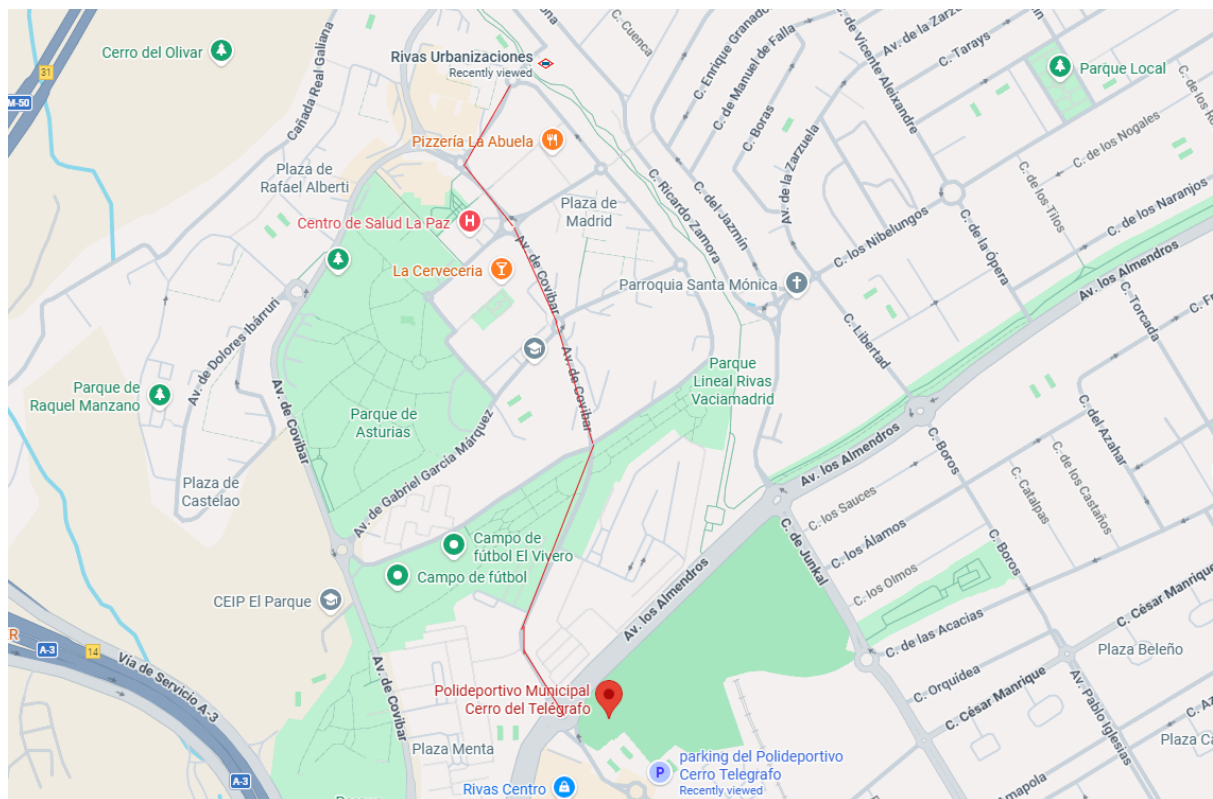 Cerro del Olivar
31
M-50
Cañada Real Galiana
Rivas Urbanizaciones
Recently viewed
C. Cuenca
C. Enrique Granados
C. de Manuel de Falla
C. Boras
Av. de la Zarzuela
C. de Vicente Aleixandre
C. Tarays
Parque Local
C. de los Nogales
C. de los Tilos
C. de los Naranjos
Pizzería La Abuela
Plaza de
Rafael Alberti
Centro de Salud La Paz
Av. de Covibar
Plaza de
Madrid
C. Ricardo Zamora
C. del Jazmín
Av. de la Zarzuela
C. los Nibelungos
C. de la Ópera
Av. los Almendros
La Cerveceria
Parroquia Santa Mónica
C. Libertad
C. Torcada
Av. de Dolores Ibárruri
Av. de Covibar
Parque
Lineal Rivas
Vaciamadrid
Parque de
Raquel Manzano
Parque de
Asturias
Av. de Covibar
Av. de Gabriel García Márquez
Plaza de
Castelao
Av. los Almendros
C. Boros
C. del Azahar
C. de los Castaños
C. Catalpas
C. los Sauces
C. los Álamos
C. de Junkal
C. los Olmos
C. Boros
Campo de
fútbol El Vivero
Campo de fútbol
CEIP El Parque
Av. los Almendros
C. de las Acacias
C. César Manrique
Plaza Beleño
C. Orquídea
C. César Manrique
Av. Pablo Iglesias
A-3
14
Vía de Servicio A-3
Av. de Covibar
Polideportivo Municipal
Cerro del Telégrafo
Plaza Menta
parking del Polideportivo
Cerro Telegrafo
Recently viewed
Rivas Centro
A-3